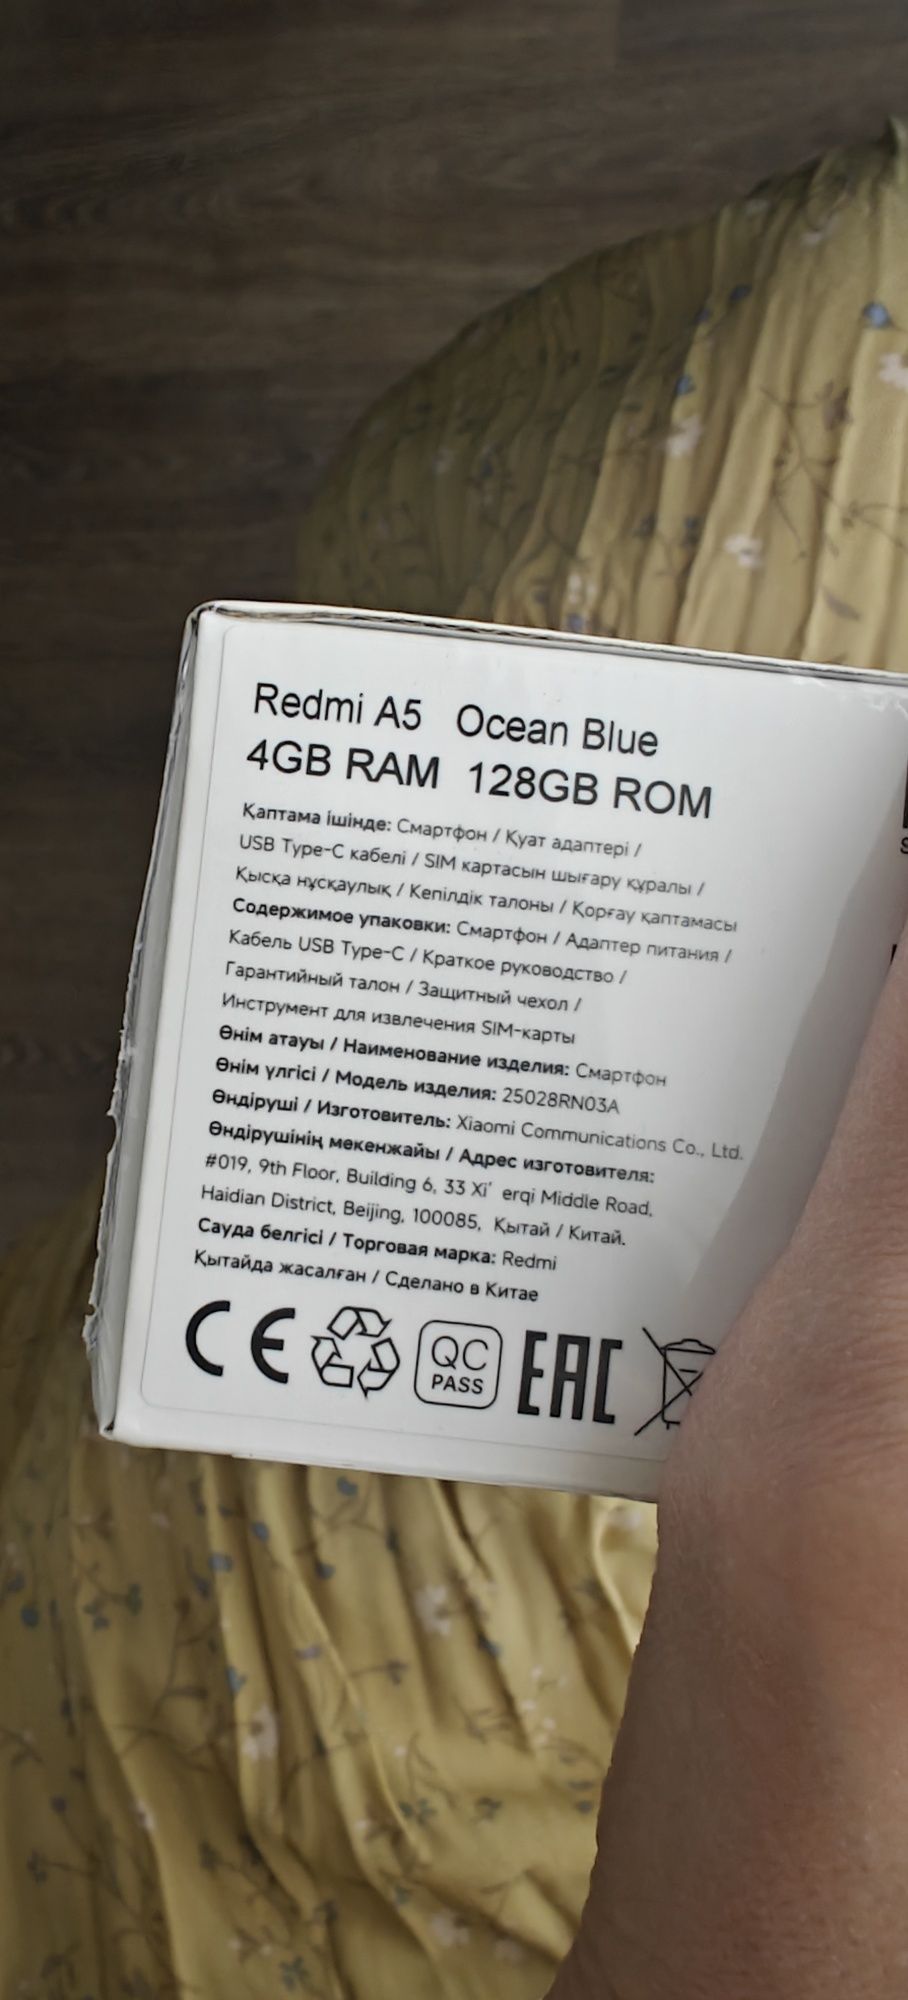 Redmi A5 Ocean Blue
4GB RAM 128GB ROM
Қаптама ішінде: Смартфон / Қуат адаптері /
USB Type-C кабелі / SIM картасын шығару құралы /
Қысқа нұсқаулық / Кепілдік талоны / Қорғау қаптамасы
Содержимое упаковки: Смартфон / Адаптер питания /
Кабель USB Type-C / Краткое руководство /
Гарантийный талон / Защитный чехол /
Инструмент для извлечения SIM-карты
Өнім атауы / Наименование изделия: Смартфон
Өнім үлгісі / Модель изделия: 25028RN03A
Өндіруші / Изготовитель: Xiaomi Communications Co., Ltd.
Өндірушінің мекенжайы / Адрес изготовителя:
#019, 9th Floor, Building 6, 33 Xi' erqi Middle Road,
Haidian District, Beijing, 100085, Қытай / Китай.
Сауда белгісі / Торговая марка: Redmi
Қытайда жасалған / Сделано в Китае
CE QC PASS EAC